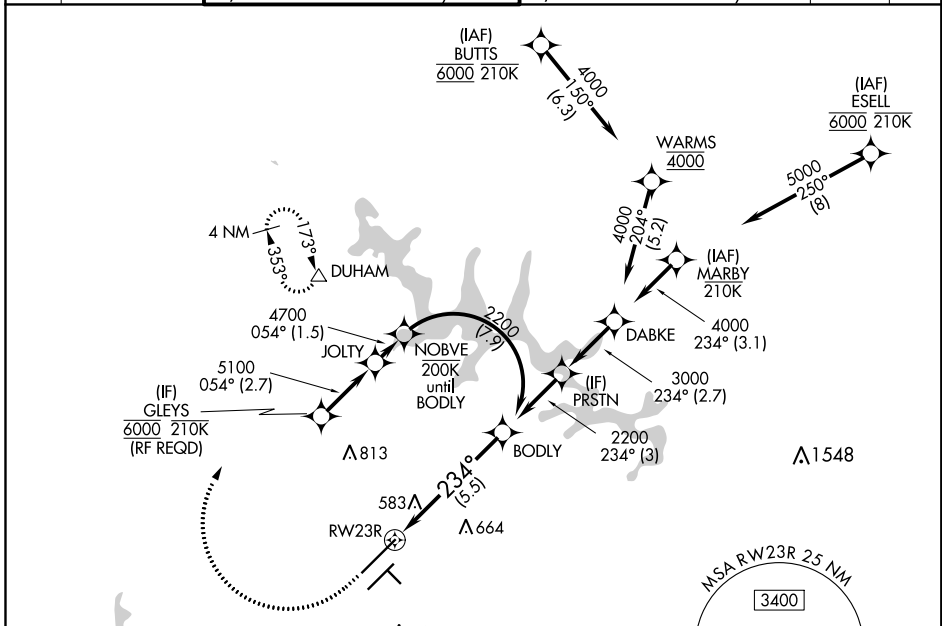 (IAF)
BUTTS
6000 210K
4000
150°
(6.3)
(IAF)
ESELL
6000 210K
WARMS
4000
5000
250°
(8)
4 NM
173°
353°
DUHAM
4000
204°
(5.2)
(IAF)
MARBY
210K
4700
054° (1.5)
2200
(7.9)
DABKE
4000
234° (3.1)
JOLTY
NOBVE
200K
until
BODLY
5100
054° (2.7)
(IF)
PRSTN
3000
234° (2.7)
(IF)
GLEYS
6000 210K
(RF REQD)
2200
234° (3)
BODLY
813
1548
234°
(5.5)
583
664
RW23R
MSA RW23R 25 NM
3400